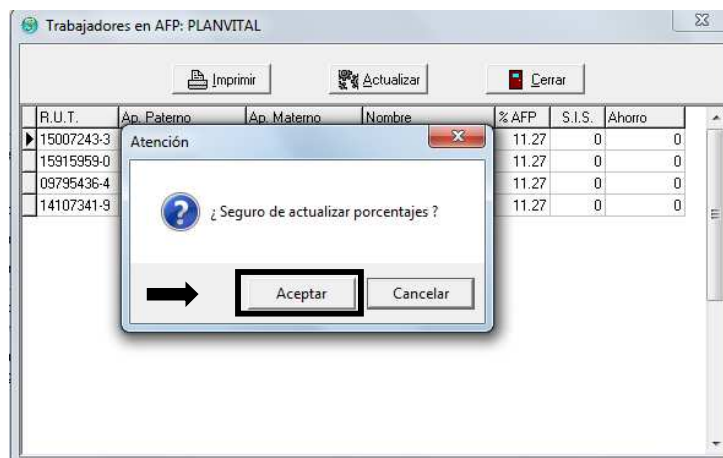 Trabajadores en AFP: PLANVITAL
Imprimir Actualizar Cerrar
R.U.T. Ap. Paterno Ap. Materno Nombre % AFP S.I.S. Ahorro
15007243-3 11.27 0 0
15915959-0 11.27 0 0
09795436-4 11.27 0 0
14107341-9 11.27 0 0
Atención
¿ Seguro de actualizar porcentajes ?
Aceptar Cancelar